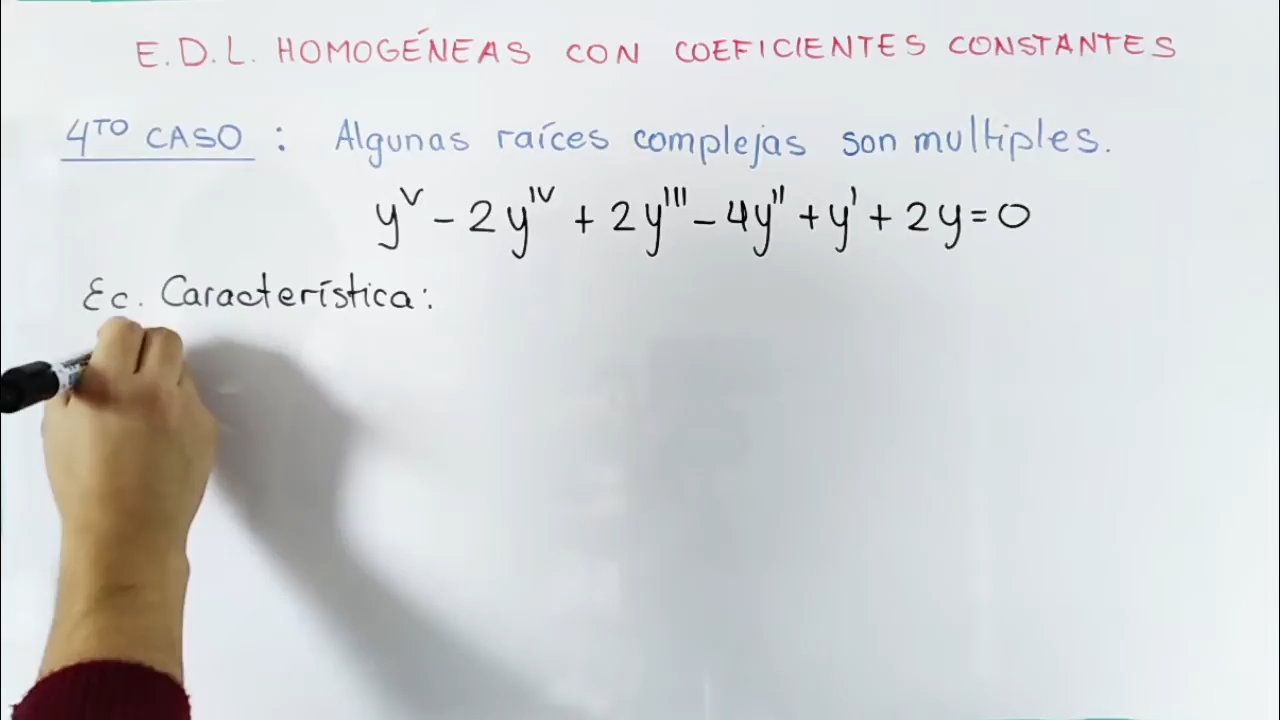 E.D.L. HOMOGÉNEAS CON COEFICIENTES CONSTANTES
4TO CASO : Algunas raíces complejas son multiples.
y^V - 2y^IV + 2y''' - 4y'' + y' + 2y = 0
Ec. Característica: